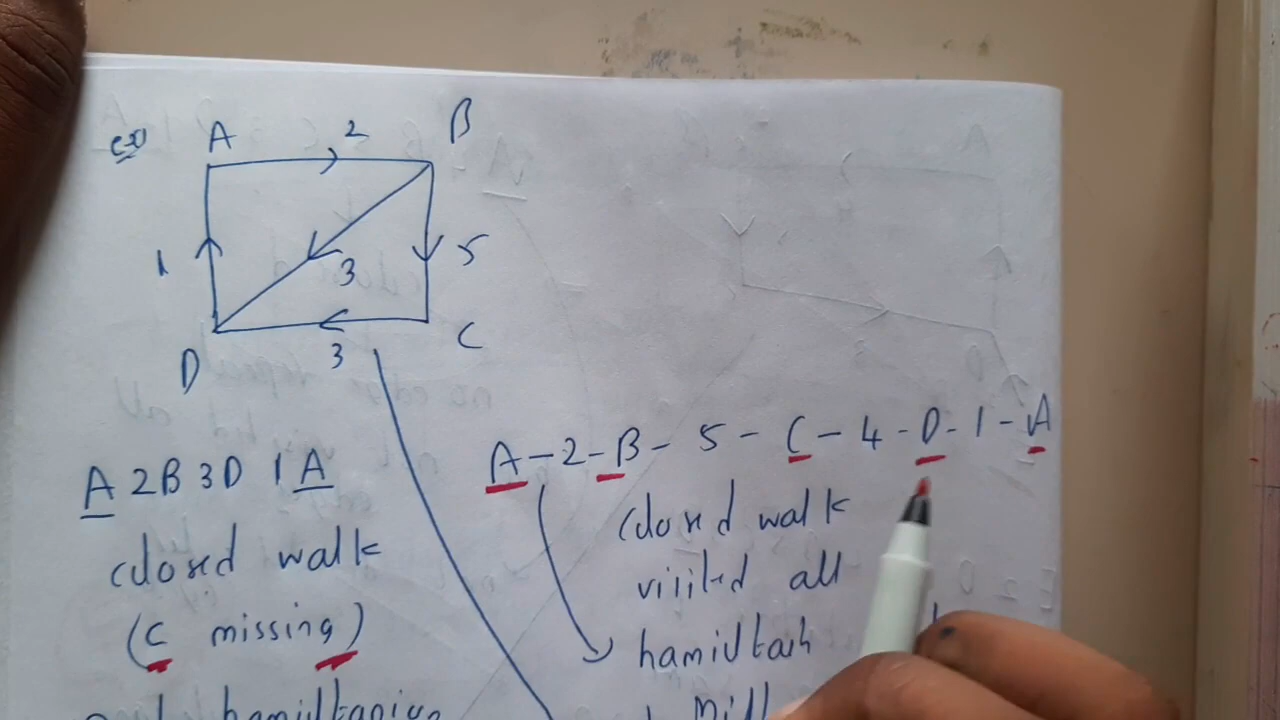 A 2 B
1 3 5
D 3 C
A 2 B 3 D 1 A
closed walk
(C missing)
A - 2 - B - 5 - C - 4 - D - 1 - A
closed walk
visited all